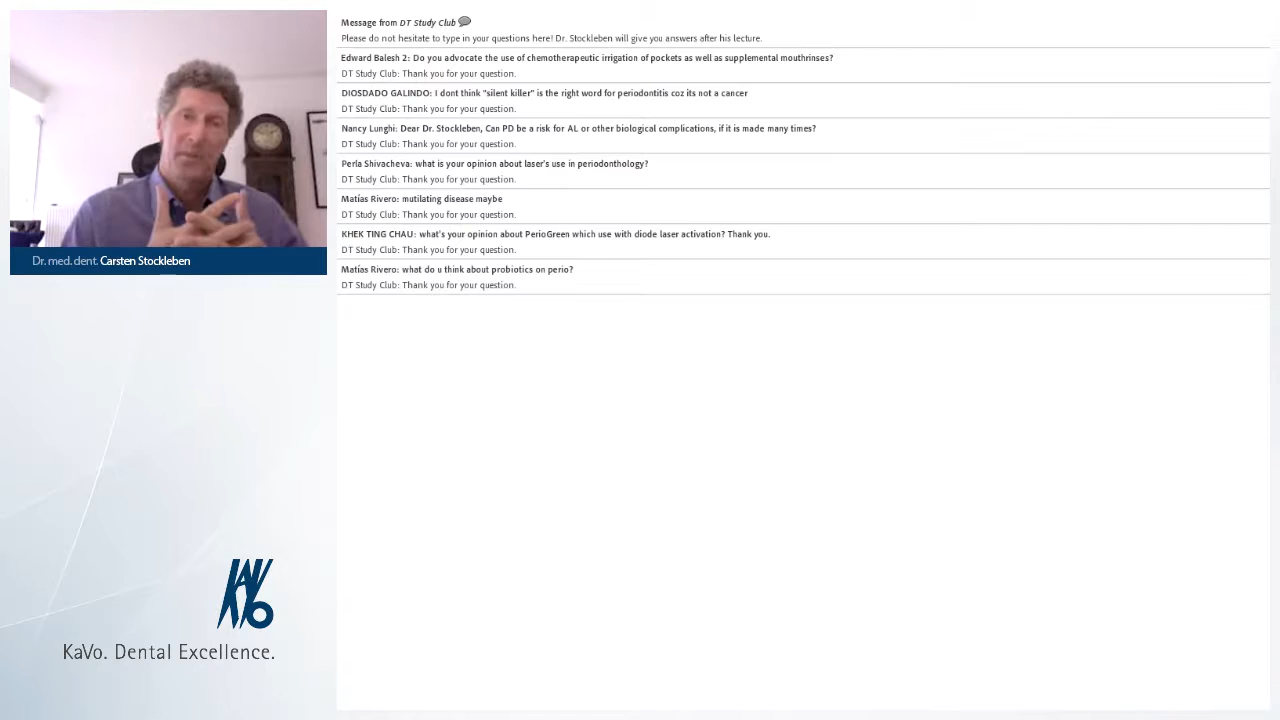 Message from DT Study Club
Please do not hesitate to type in your questions here! Dr. Stockleben will give you answers after his lecture.
Edward Balesh 2: Do you advocate the use of chemotherapeutic irrigation of pockets as well as supplemental mouthrinses?
DT Study Club: Thank you for your question.
DIOSDADO GALINDO: I dont think "silent killer" is the right word for periodontitis coz its not a cancer
DT Study Club: Thank you for your question.
Nancy Lunghi: Dear Dr. Stockleben, Can PD be a risk for AL or other biological complications, if it is made many times?
DT Study Club: Thank you for your question.
Perla Shivacheva: what is your opinion about laser's use in periodonthology?
DT Study Club: Thank you for your question.
Matías Rivero: mutilating disease maybe
DT Study Club: Thank you for your question.
KHEK TING CHAU: what's your opinion about PerioGreen which use with diode laser activation? Thank you.
DT Study Club: Thank you for your question.
Matías Rivero: what do u think about probiotics on perio?
DT Study Club: Thank you for your question.
Dr. med. dent. Carsten Stockleben
KaVo
KaVo. Dental Excellence.